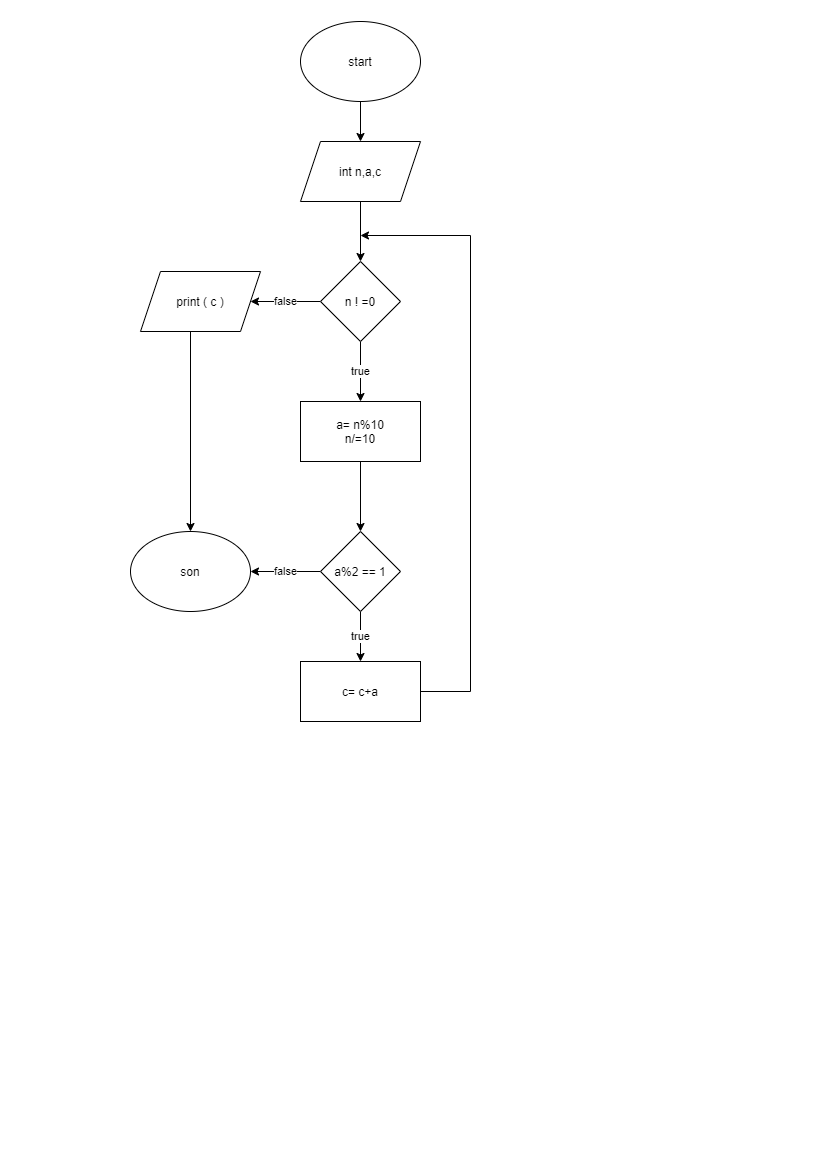 start
int n,a,c
n ! =0
false
print ( c )
true
a= n%10
n/=10
a%2 == 1
false
son
true
c= c+a